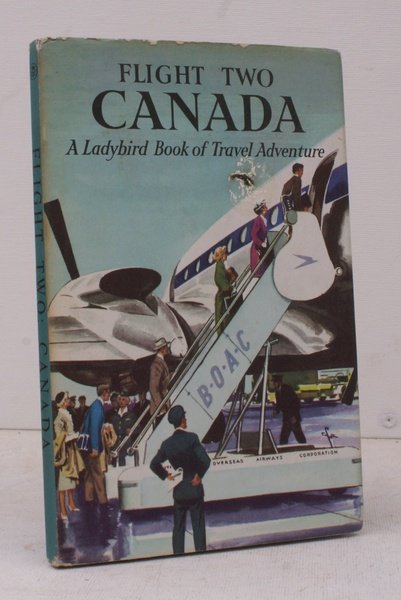 FLIGHT TWO
CANADA
A Ladybird Book of Travel Adventure
B·O·A·C
OVERSEAS AIRWAYS CORPORATION
FLIGHT TWO: CANADA